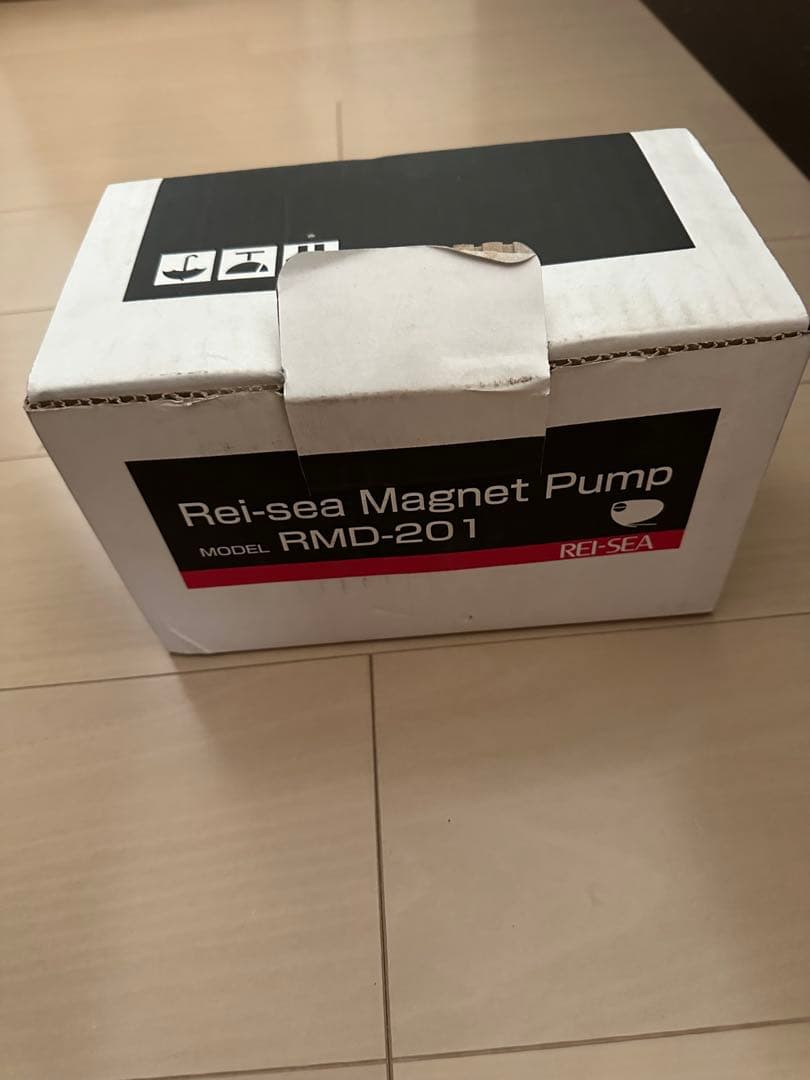 Rei-sea Magnet Pump
MODEL RMD-201
REI-SEA